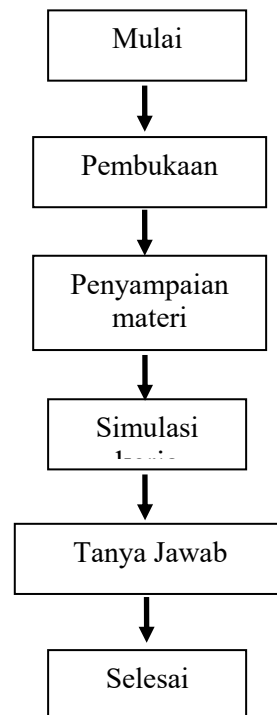 Mulai
Pembukaan
Penyampaian
materi
Simulasi
Tanya Jawab
Selesai